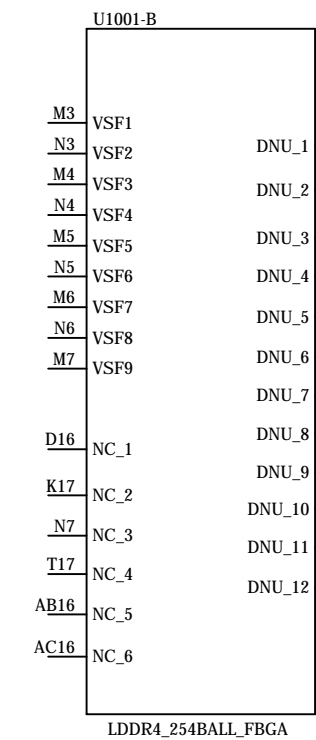 U1001-B
M3 VSF1
N3 VSF2
DNU_1
M4 VSF3
DNU_2
N4 VSF4
M5 VSF5
DNU_3
N5 VSF6
DNU_4
M6 VSF7
DNU_5
N6 VSF8
M7 VSF9
DNU_6
DNU_7
DNU_8
D16 NC_1
DNU_9
K17 NC_2
DNU_10
N7 NC_3
DNU_11
T17 NC_4
DNU_12
AB16 NC_5
AC16 NC_6
LDDR4_254BALL_FBGA